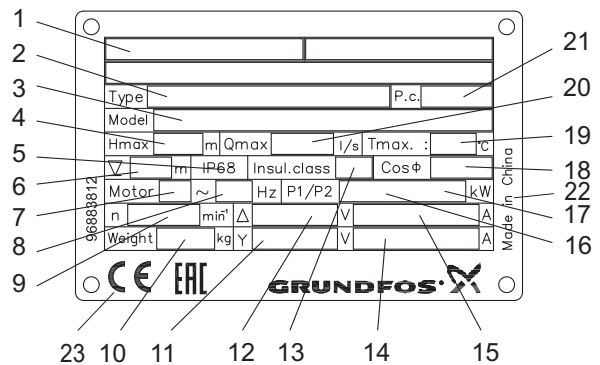 1
2
3
4
5
6
7
8
9
21
20
19
18
22
17
16
23 10 11 12 13 14 15
Type P.c.
Model
Hmax m Qmax l/s Tmax. : °C
▽ m IP68 Insul.class CosΦ
Motor ~ Hz P1/P2 kW
n min⁻¹ △ V A
Weight kg Y V A
96883812
Made in China
CE EAC GRUNDFOS